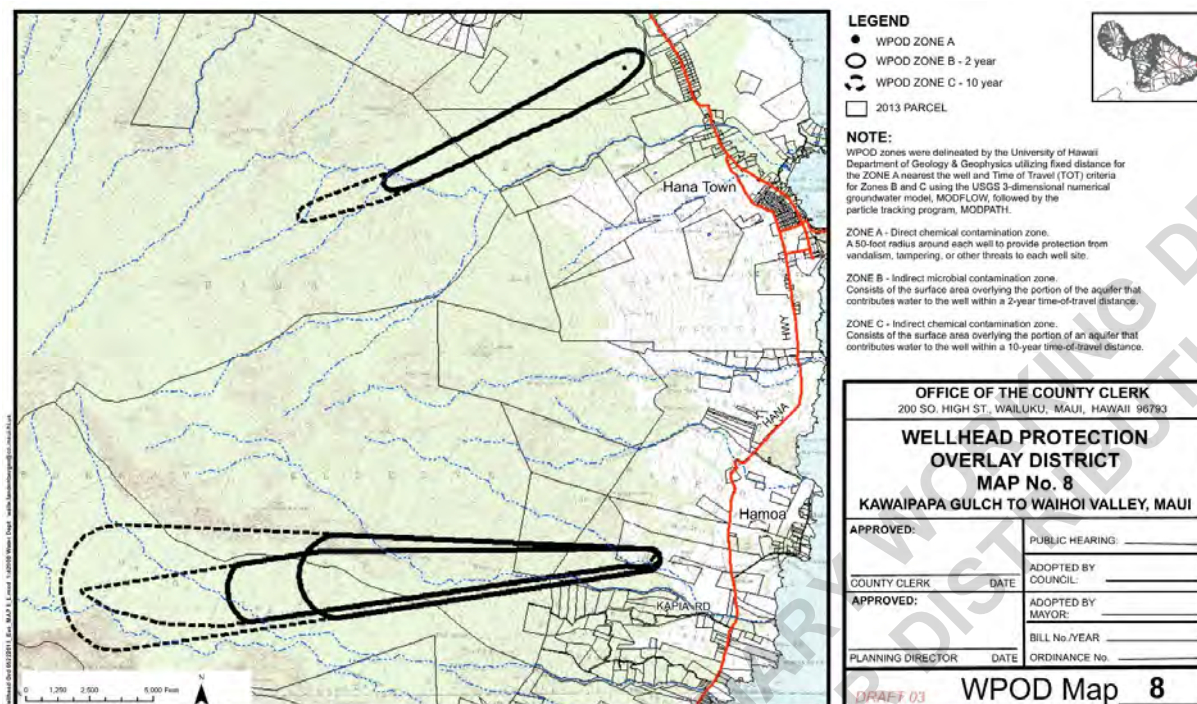 Hana Town
HWY
HANA
Hamoa
KAPIA RD
0 1,250 2,500 5,000 Feet
N
LEGEND
WPOD ZONE A
WPOD ZONE B - 2 year
WPOD ZONE C - 10 year
2013 PARCEL
NOTE:
WPOD zones were delineated by the University of Hawaii
Department of Geology & Geophysics utilizing fixed distance for
the ZONE A nearest the well and Time of Travel (TOT) criteria
for Zones B and C using the USGS 3-dimensional numerical
groundwater model, MODFLOW, followed by the
particle tracking program, MODPATH.
ZONE A - Direct chemical contamination zone.
A 50-foot radius around each well to provide protection from
vandalism, tampering, or other threats to each well site.
ZONE B - Indirect microbial contamination zone.
Consists of the surface area overlying the portion of the aquifer that
contributes water to the well within a 2-year time-of-travel distance.
ZONE C - Indirect chemical contamination zone.
Consists of the surface area overlying the portion of an aquifer that
contributes water to the well within a 10-year time-of-travel distance.
OFFICE OF THE COUNTY CLERK
200 SO. HIGH ST., WAILUKU, MAUI, HAWAII 96793
WELLHEAD PROTECTION
OVERLAY DISTRICT
MAP No. 8
KAWAIPAPA GULCH TO WAIHOI VALLEY, MAUI
APPROVED:
PUBLIC HEARING:
COUNTY CLERK DATE
ADOPTED BY
COUNCIL:
APPROVED:
ADOPTED BY
MAYOR:
BILL No./YEAR
PLANNING DIRECTOR DATE
ORDINANCE No.
DRAFT 03
WPOD Map 8